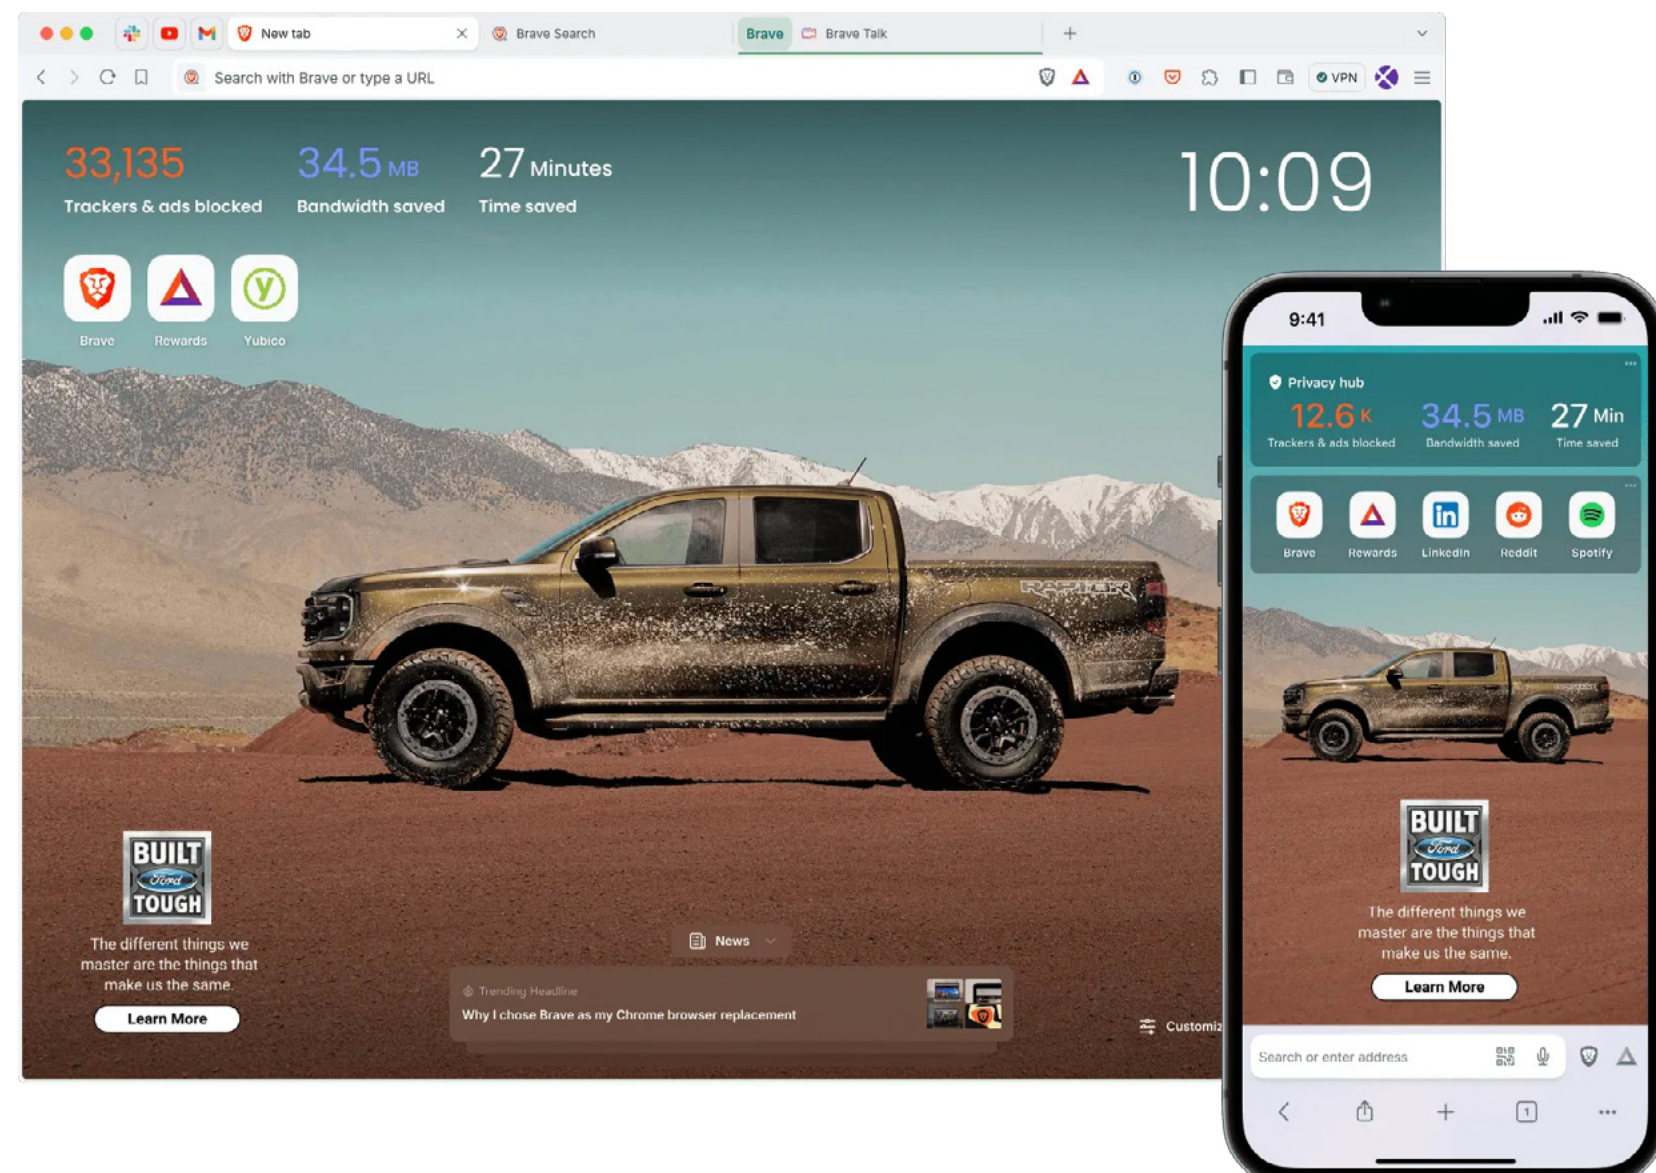 New tab
Brave Search
Brave
Brave Talk
Search with Brave or type a URL
VPN
33,135
Trackers & ads blocked
34.5 MB
Bandwidth saved
27 Minutes
Time saved
10:09
Brave
Rewards
Yubico
RAPTOR
BUILT
Ford
TOUGH
The different things we
master are the things that
make us the same.
Learn More
News
Trending Headline
Why I chose Brave as my Chrome browser replacement
Customiz
9:41
Privacy hub
12.6 K
Trackers & ads blocked
34.5 MB
Bandwidth saved
27 Min
Time saved
Brave
Rewards
LinkedIn
Reddit
Spotify
BUILT
Ford
TOUGH
The different things we
master are the things that
make us the same.
Learn More
Search or enter address
1